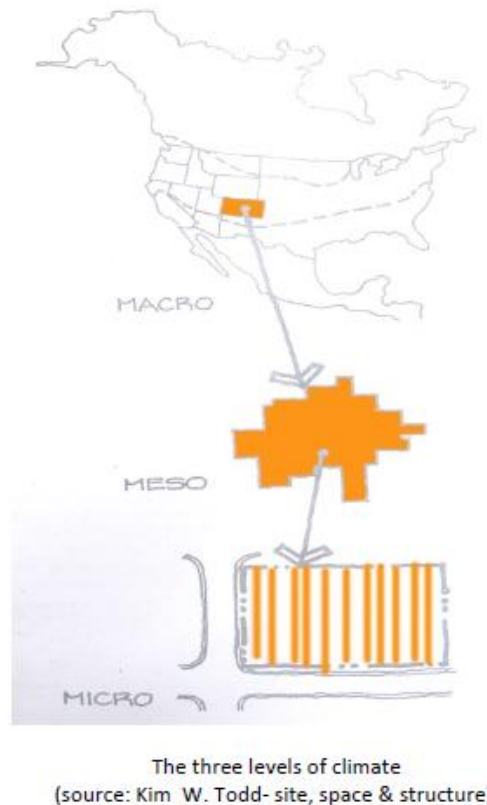 MACRO
MESO
MICRO
The three levels of climate
(source: Kim W. Todd- site, space & structure